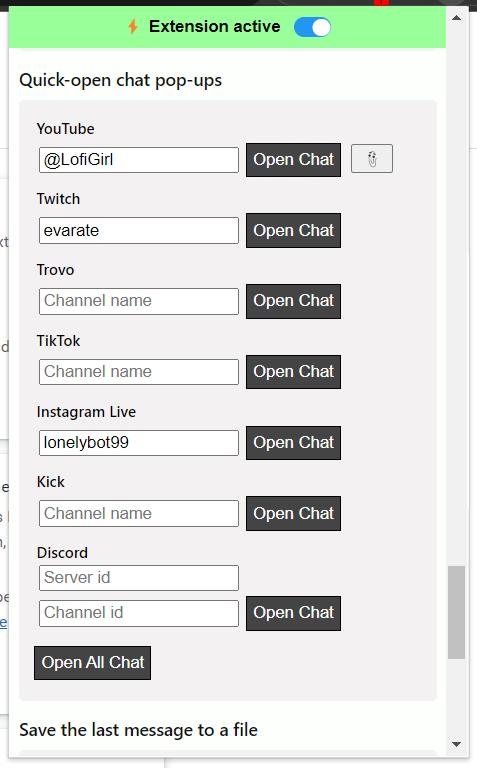 Extension active
Quick-open chat pop-ups
YouTube
@LofiGirl Open Chat
Twitch
evarate Open Chat
Trovo
Channel name Open Chat
TikTok
Channel name Open Chat
Instagram Live
lonelybot99 Open Chat
Kick
Channel name Open Chat
Discord
Server id
Channel id Open Chat
Open All Chat
Save the last message to a file